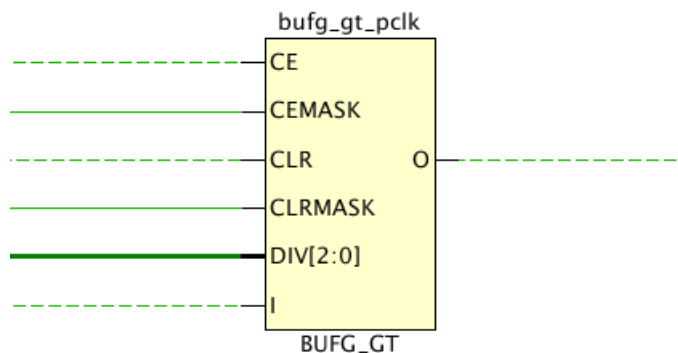 bufg_gt_pclk
CE
CEMASK
CLR
O
CLRMASK
DIV[2:0]
I
BUFG_GT